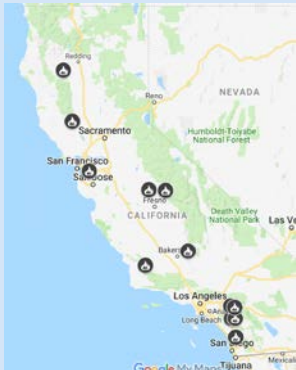 Redding
Reno
NEVADA
Sacramento
Humboldt-Toiyabe
National Forest
San Francisco
San Jose
Fresno
CALIFORNIA
Death Valley
National Park
Las Ve
Bakers
Los Angeles
Long Beach
San Diego
Tijuana
Mexicali
Google My Maps